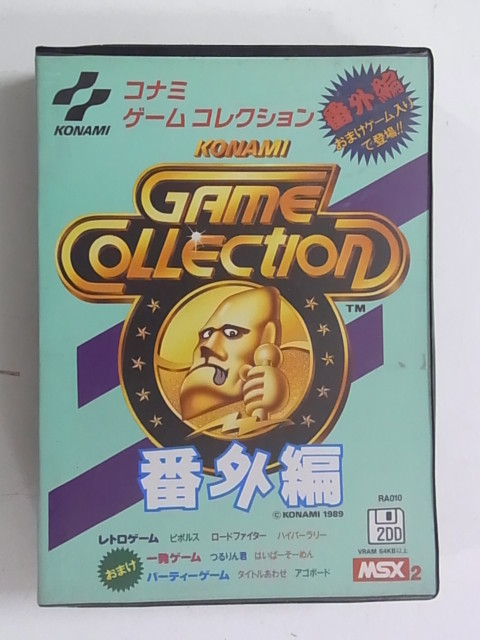 KONAMI
コナミ
ゲーム コレクション
番外編
おまけゲーム入り
で登場!!
KONAMI
GAME
COLLECTION
TM
番外編
© KONAMI 1989
RA010
2DD
VRAM 64KB以上
MSX2
レトロゲーム ピポルス ロードファイター ハイパーラリー
おまけ
一発ゲーム つるりん君 はいぱーそーめん
パーティーゲーム タイトルあわせ アゴボード